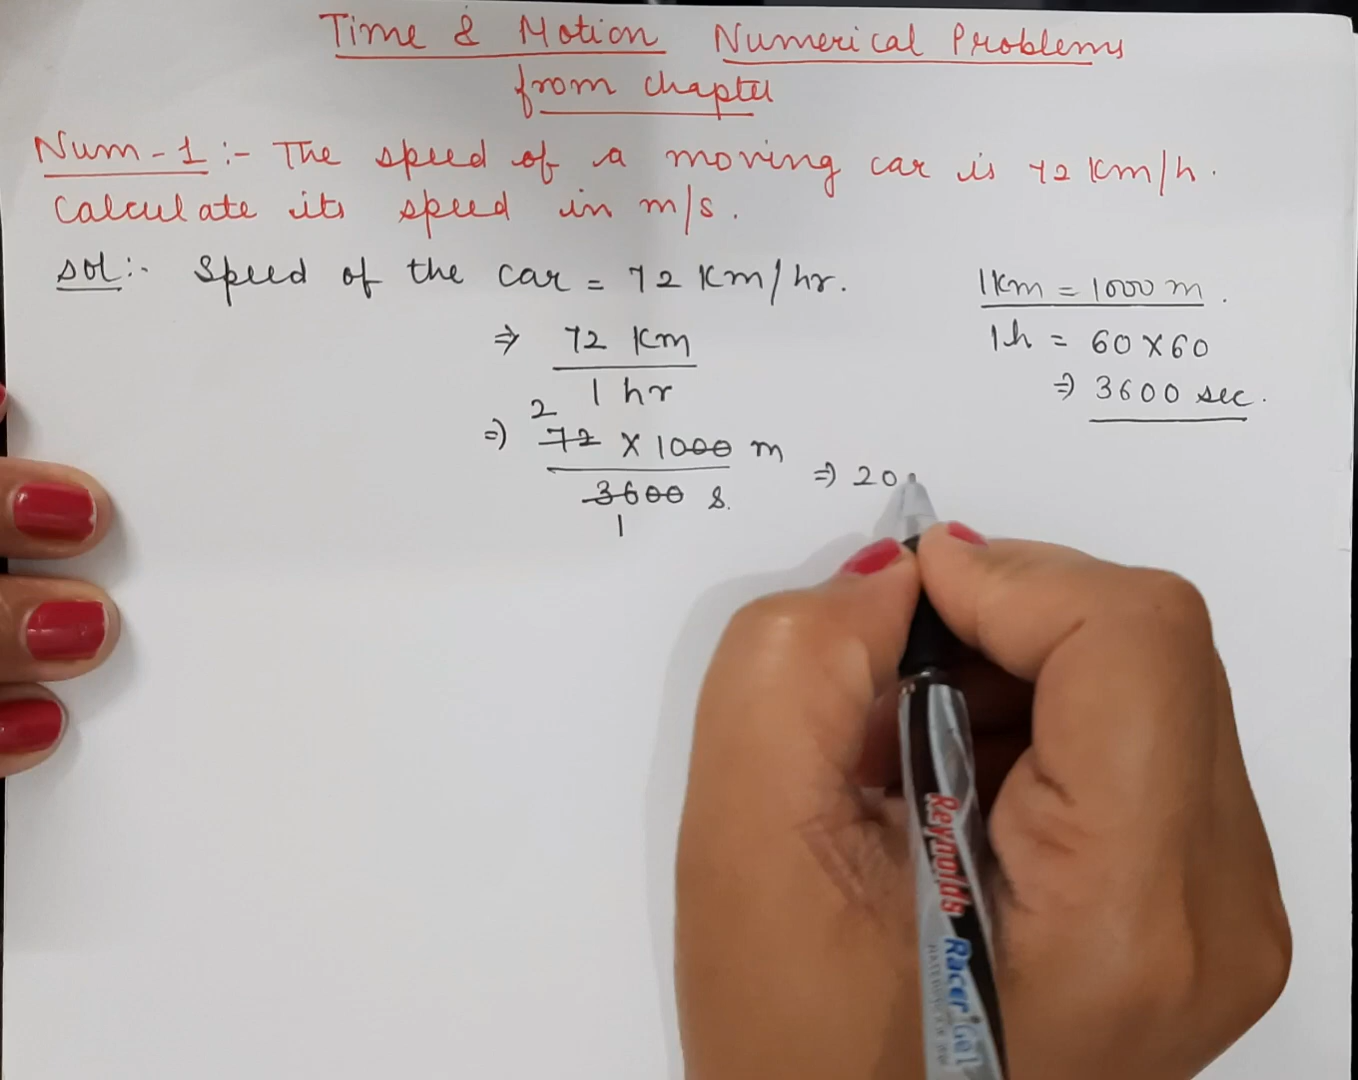 Time & Motion Numerical Problems
from chapter
Num-1:- The speed of a moving car is 72 km/h.
Calculate its speed in m/s.
Sol:- Speed of the car = 72 Km/hr.
⇒ 72 Km
1 hr
2
⇒ 72 × 1000 m
3600 s.
1
⇒ 20
1 Km = 1000 m.
1h = 60×60
⇒ 3600 sec.
Reynolds Racer Gel